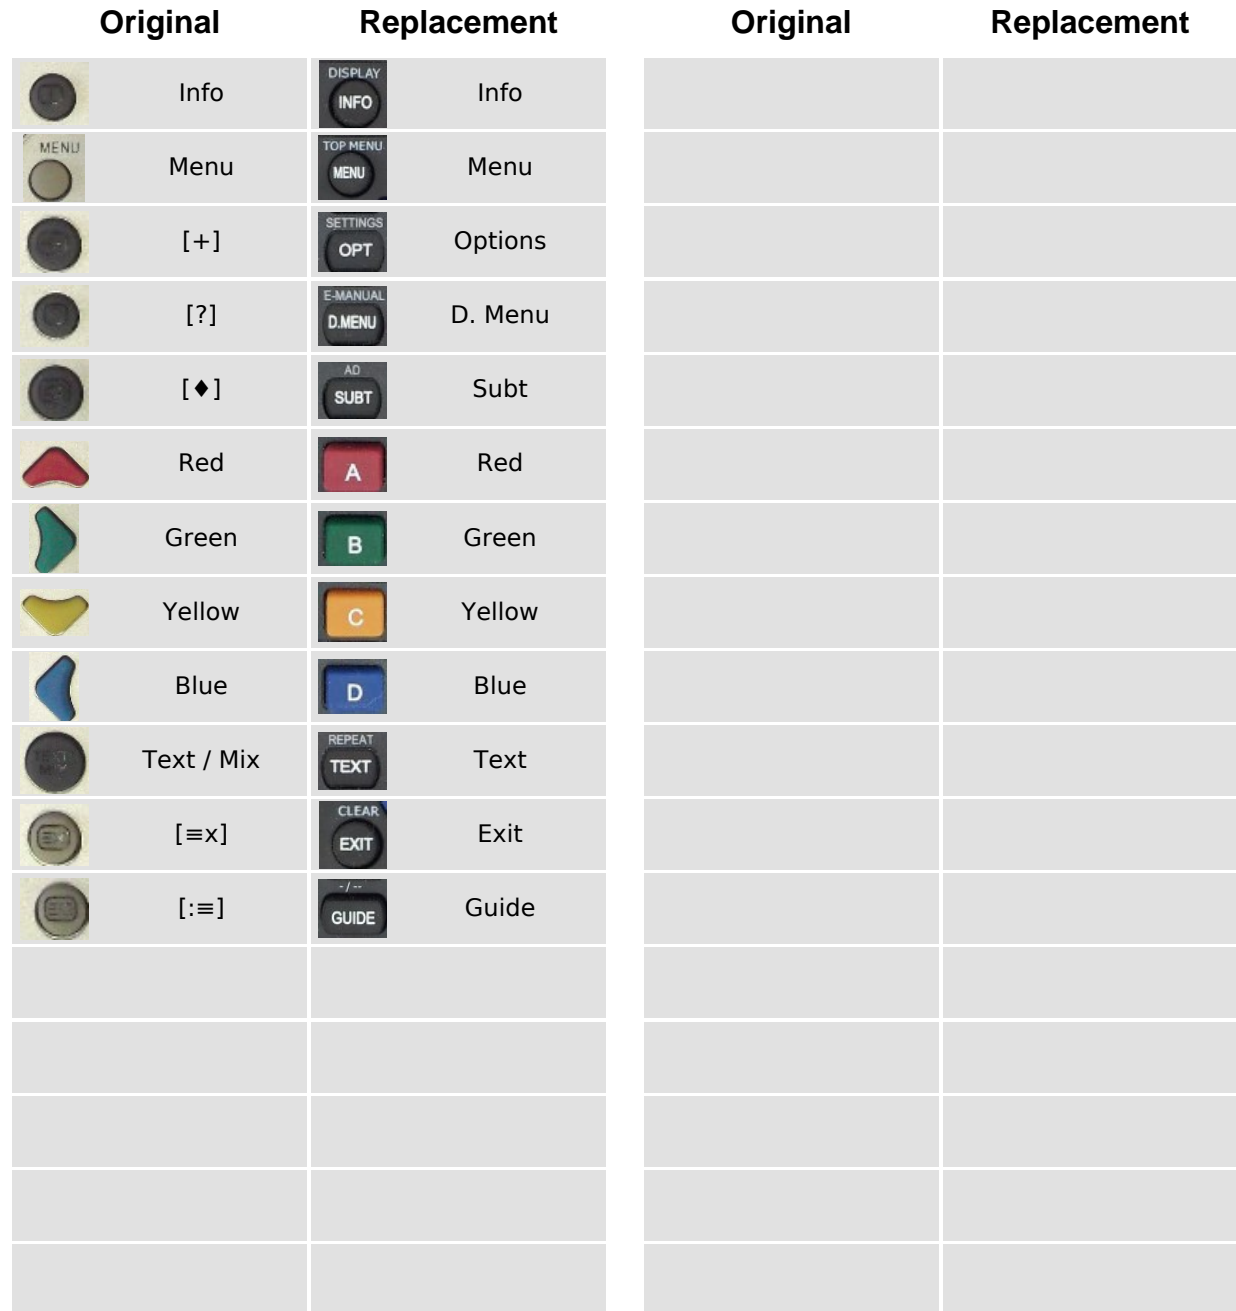 Original Replacement Original Replacement
Info DISPLAY INFO Info
MENU Menu TOP MENU MENU Menu
[+] SETTINGS OPT Options
[?] E-MANUAL D.MENU D. Menu
[♦] AD SUBT Subt
Red A Red
Green B Green
Yellow C Yellow
Blue D Blue
TEXT MIX Text / Mix REPEAT TEXT Text
[≡x] CLEAR EXIT Exit
[:≡] -/-- GUIDE Guide